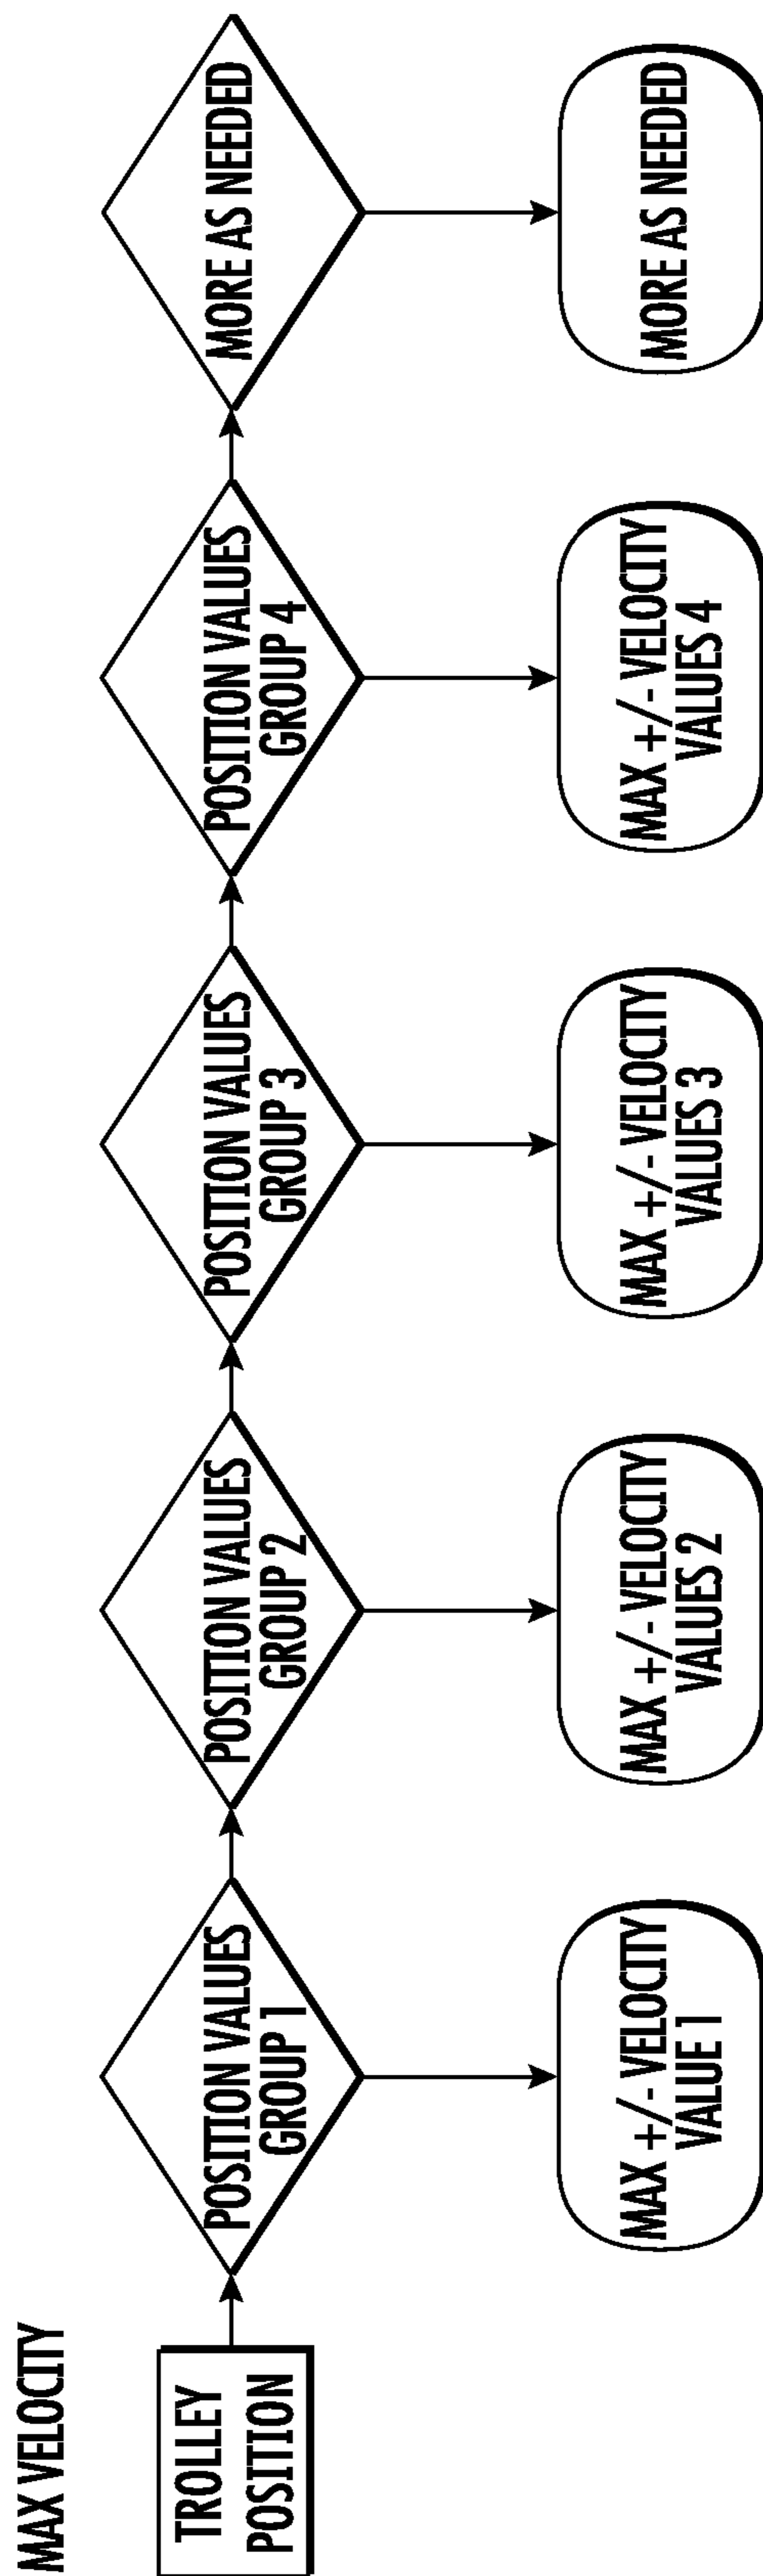 MAX VELOCITY
TROLLEY
POSITION
POSITION VALUES
GROUP 1
POSITION VALUES
GROUP 2
POSITION VALUES
GROUP 3
POSITION VALUES
GROUP 4
MORE AS NEEDED
MAX +/- VELOCITY
VALUE 1
MAX +/- VELOCITY
VALUES 2
MAX +/- VELOCITY
VALUES 3
MAX +/- VELOCITY
VALUES 4
MORE AS NEEDED